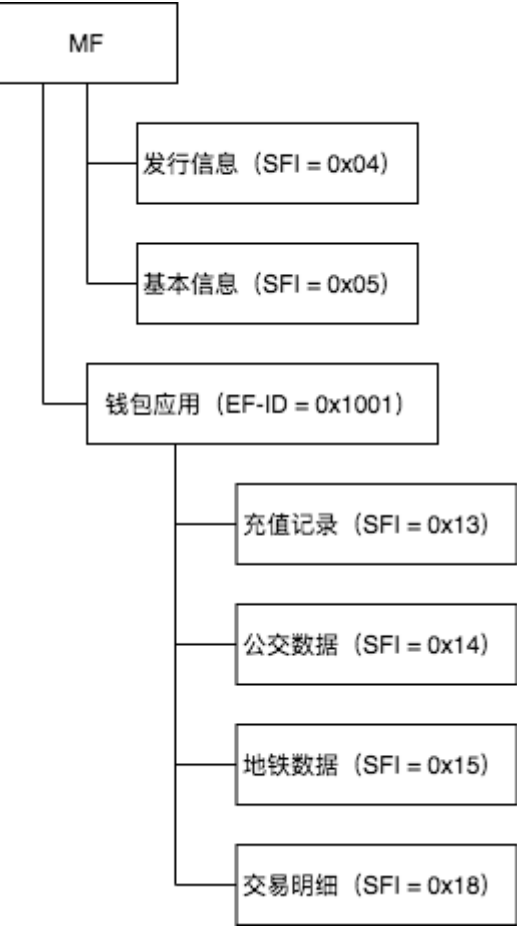 MF
发行信息（SFI = 0x04）
基本信息（SFI = 0x05）
钱包应用（EF-ID = 0x1001）
充值记录（SFI = 0x13）
公交数据（SFI = 0x14）
地铁数据（SFI = 0x15）
交易明细（SFI = 0x18）